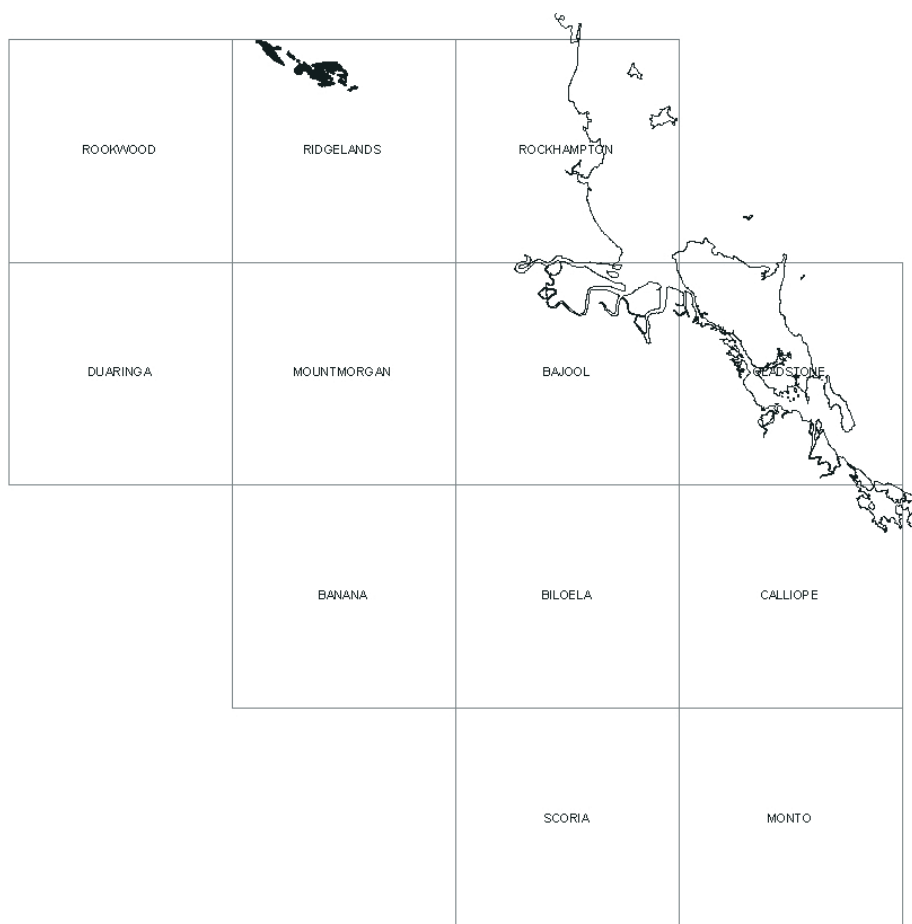 ROOKWOOD
RIDGELANDS
ROCKHAMPTON
DUARINGA
MOUNTMORGAN
BAJOOL
GLADSTONE
BANANA
BILOELA
CALLIOPE
SCORIA
MONTO